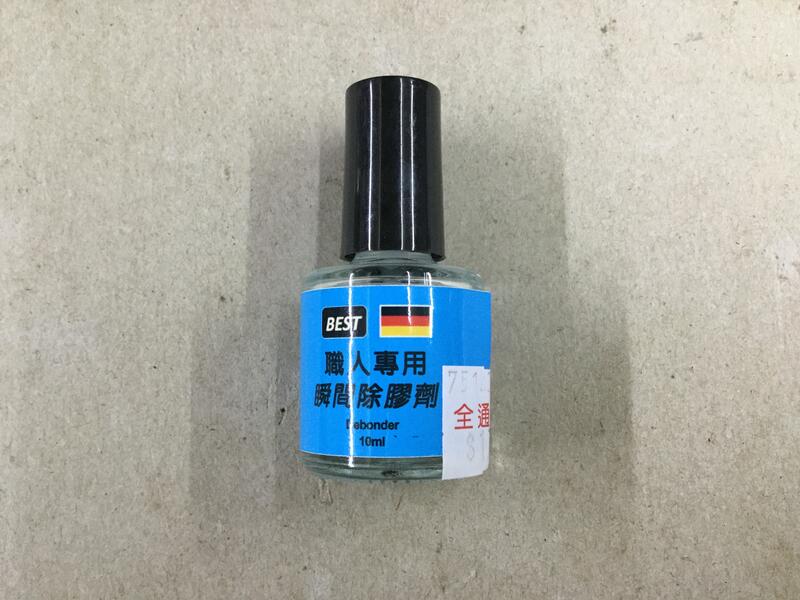 BEST
職人專用
瞬間除膠劑
Debonder
10ml
全通